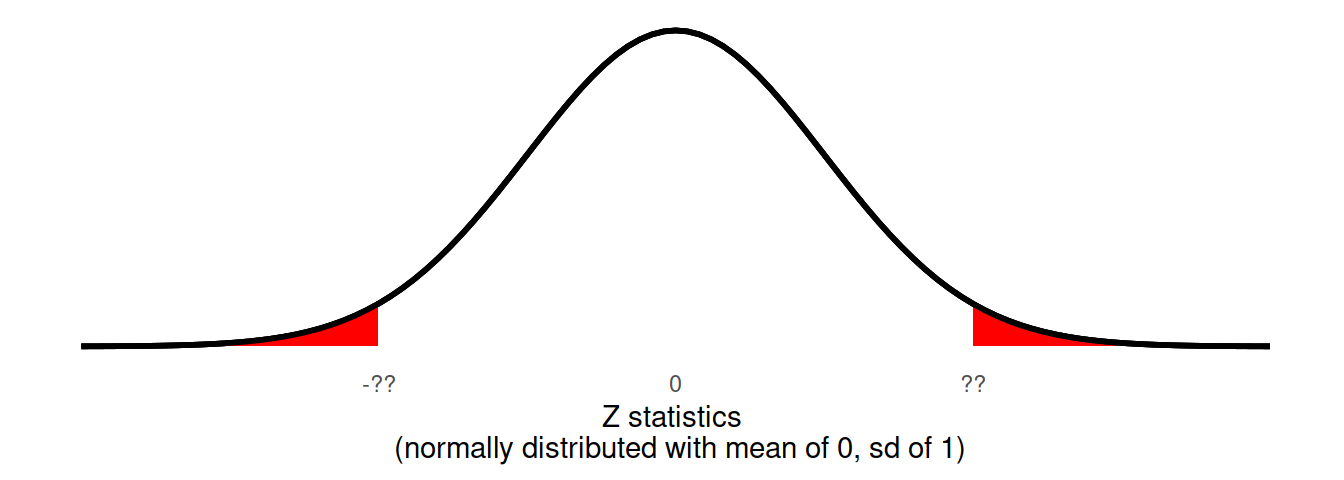 -??
0
??
Z statistics
(normally distributed with mean of 0, sd of 1)